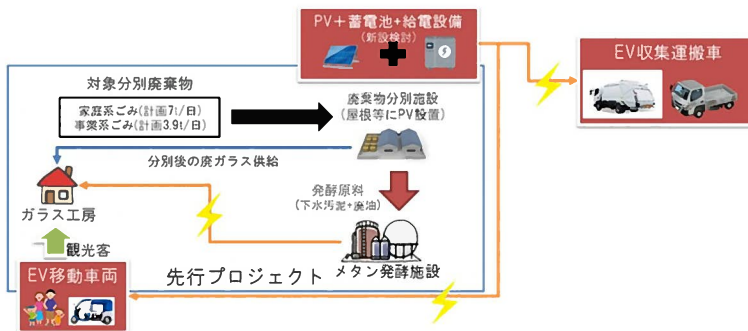 PV＋蓄電池+給電設備
（新設検討）
EV収集運搬車
対象分別廃棄物
家庭系ごみ(計画7t/日)
事業系ごみ(計画3.9t/日)
廃棄物分別施設
(屋根等にPV設置)
分別後の廃ガラス供給
発酵原料
(下水汚泥+廃油)
ガラス工房
観光客
メタン発酵施設
先行プロジェクト
EV移動車両